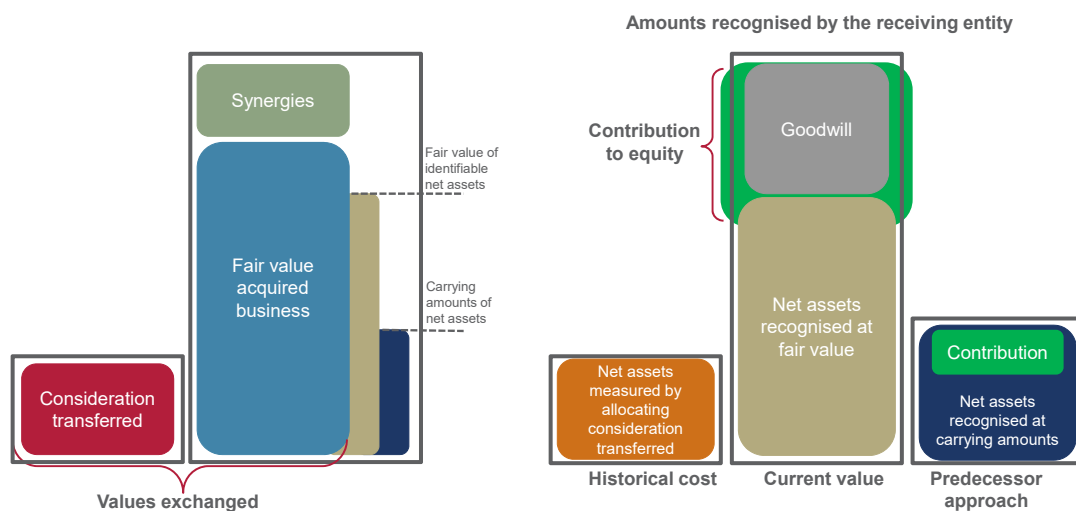 Amounts recognised by the receiving entity
Synergies
Fair value of
identifiable
net assets
Fair value
acquired
business
Carrying
amounts of
net assets
Consideration
transferred
Values exchanged
Contribution
to equity
Goodwill
Net assets
recognised at
fair value
Net assets
measured by
allocating
consideration
transferred
Contribution
Net assets
recognised at
carrying amounts
Historical cost
Current value
Predecessor
approach